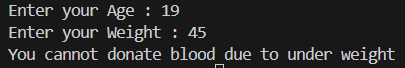 Enter your Age : 19
Enter your Weight : 45
You cannot donate blood due to under weight